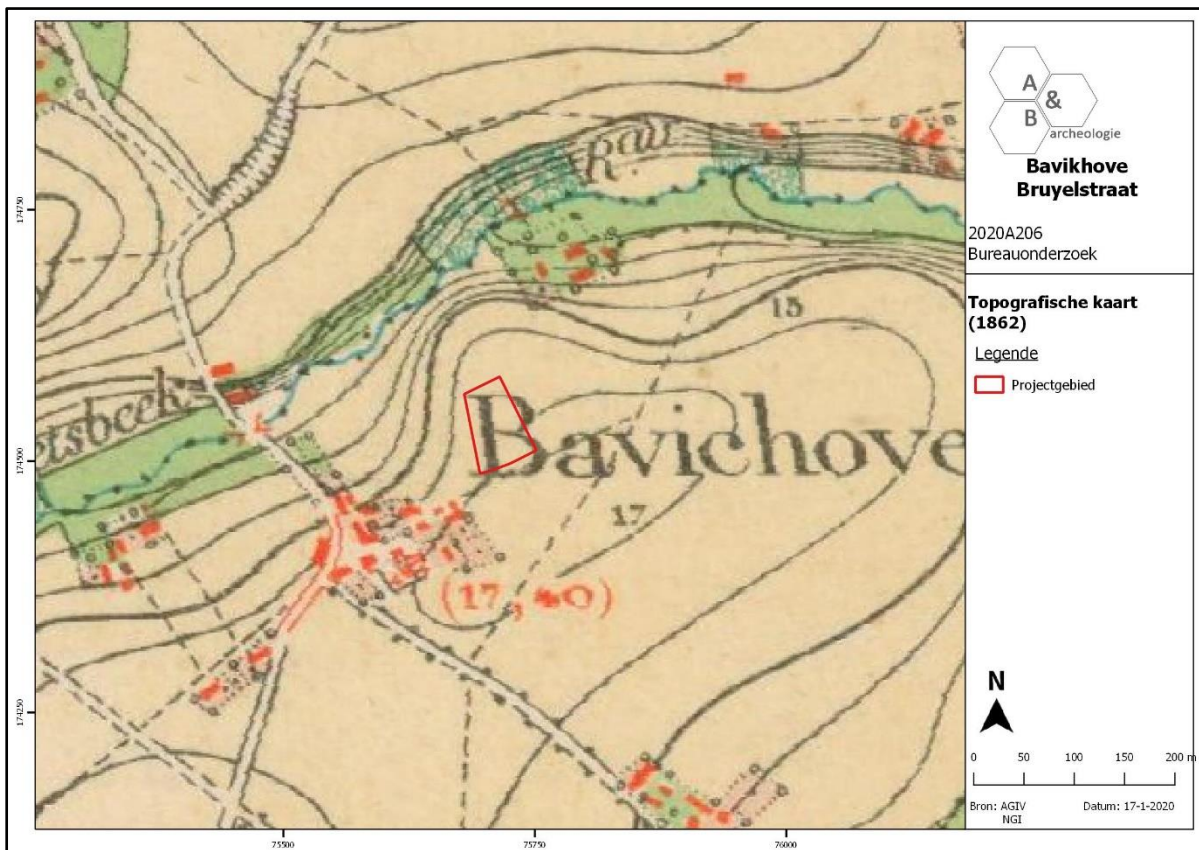 Rau
174750
15
etsbeek
Bavichove
174500
17
(17,40)
174250
75500
75750
76000
A
&
B
archeologie
Bavikhove
Bruyelstraat
2020A206
Bureauonderzoek
Topografische kaart
(1862)
Legende
Projectgebied
N
0 50 100 150 200 m
Bron: AGIV Datum: 17-1-2020
NGI